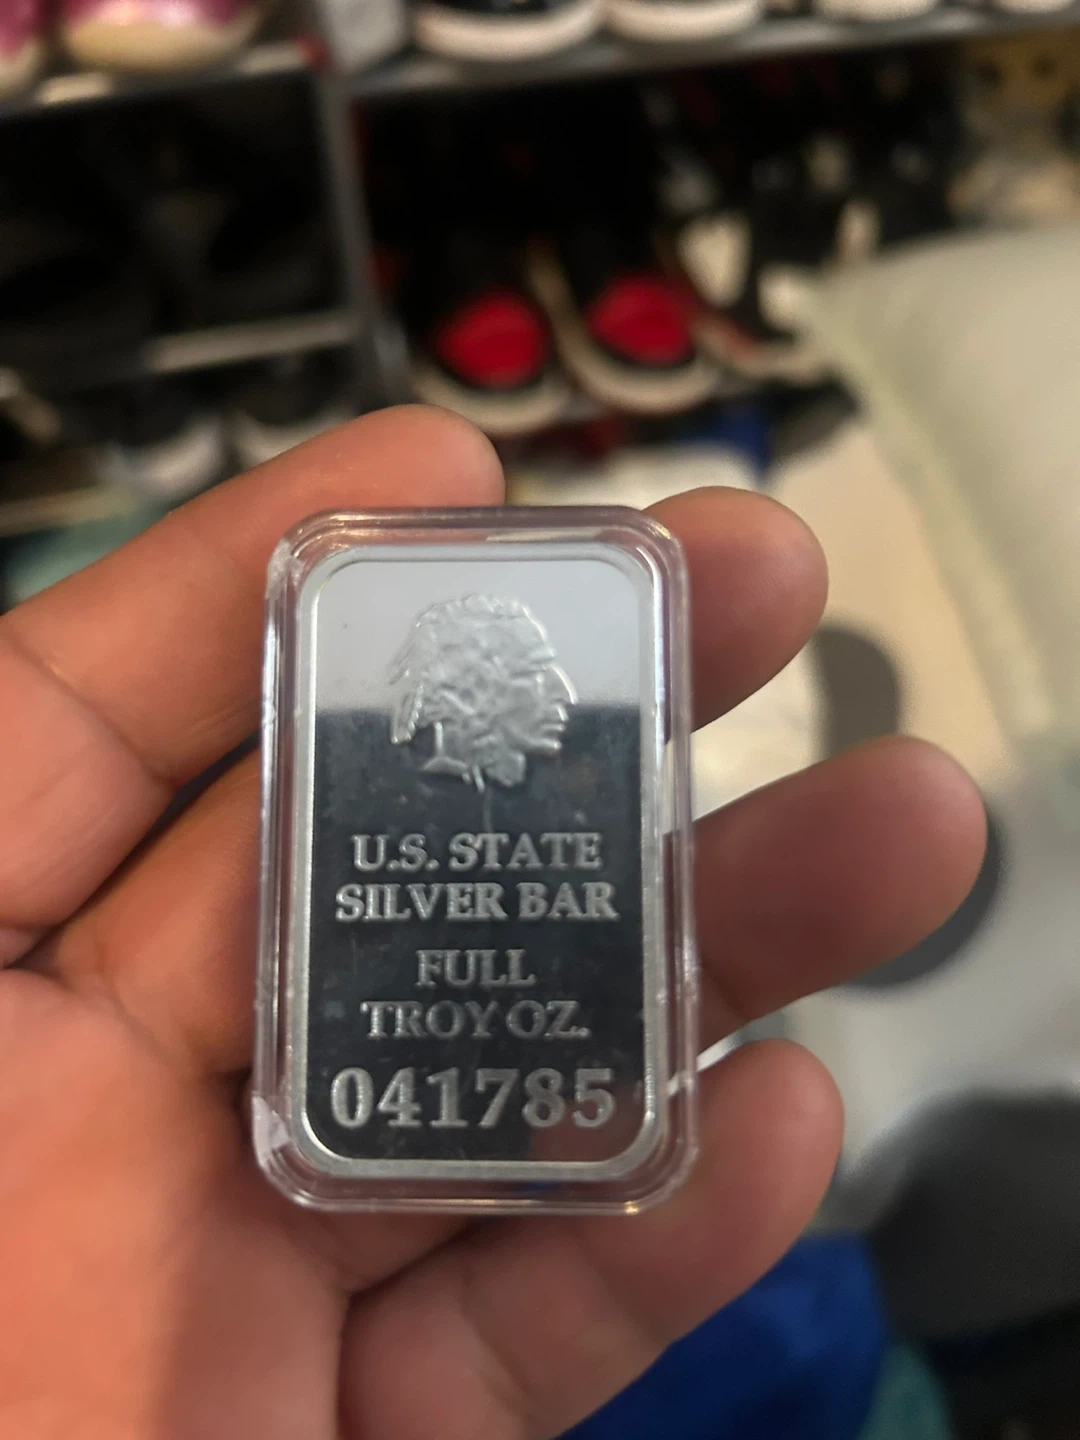 U.S. STATE
SILVER BAR
FULL
TROY OZ.
041785